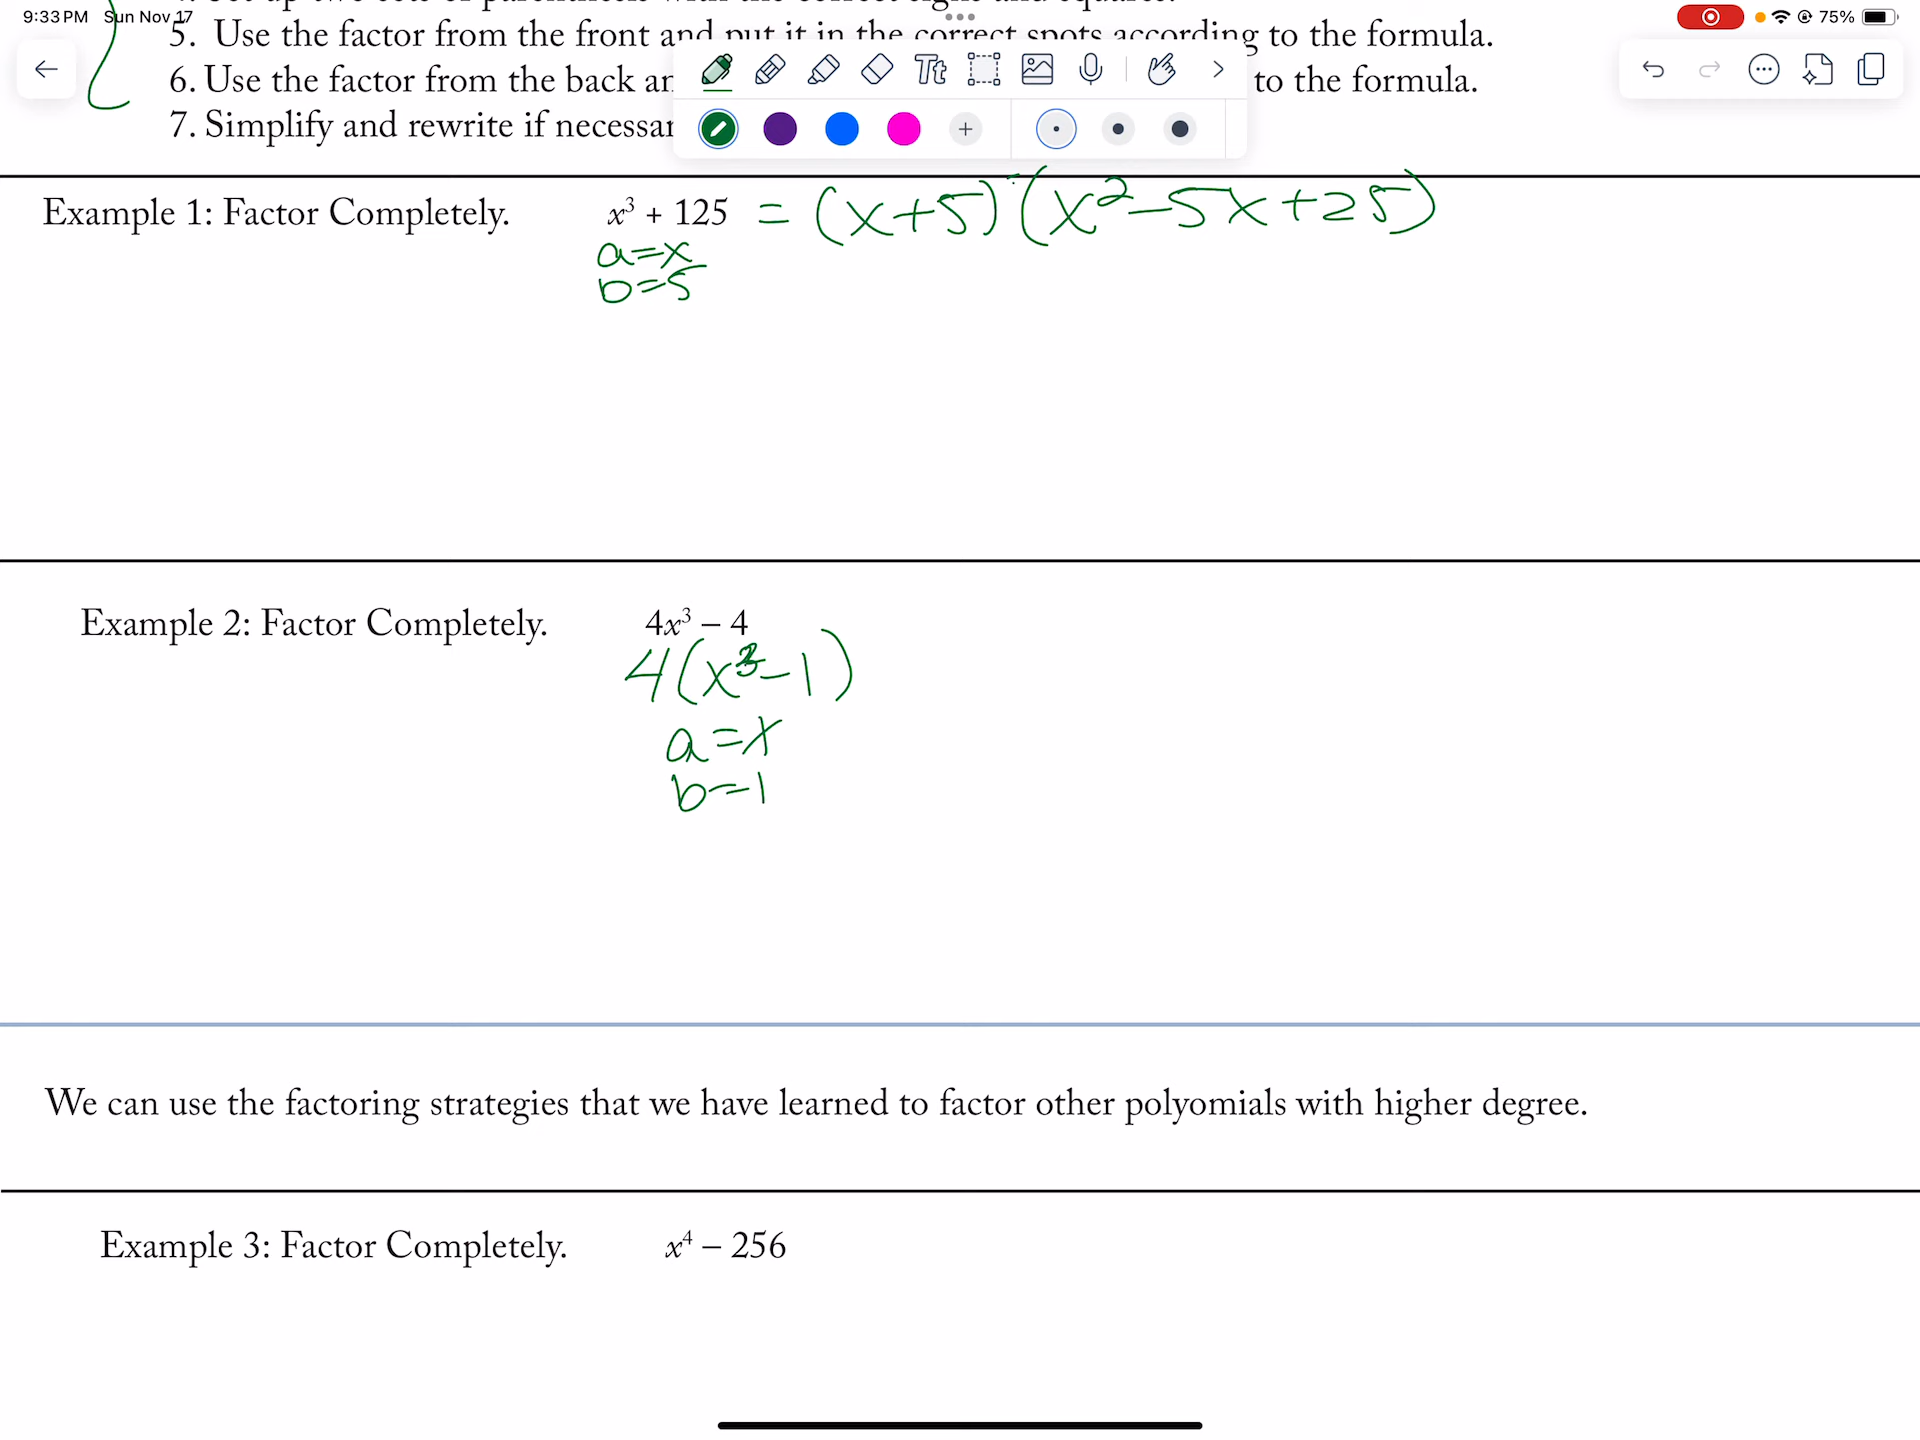 9:33 PM Sun Nov 17
75%
5. Use the factor from the front and put it in the correct spots according to the formula.
6. Use the factor from the back an to the formula.
7. Simplify and rewrite if necessar
Tt
Example 1: Factor Completely. x³ + 125 = (x+5)(x²-5x+25)
a=x
b=5
Example 2: Factor Completely. 4x³ – 4
4(x³-1)
a=x
b=1
We can use the factoring strategies that we have learned to factor other polyomials with higher degree.
Example 3: Factor Completely. x⁴ – 256